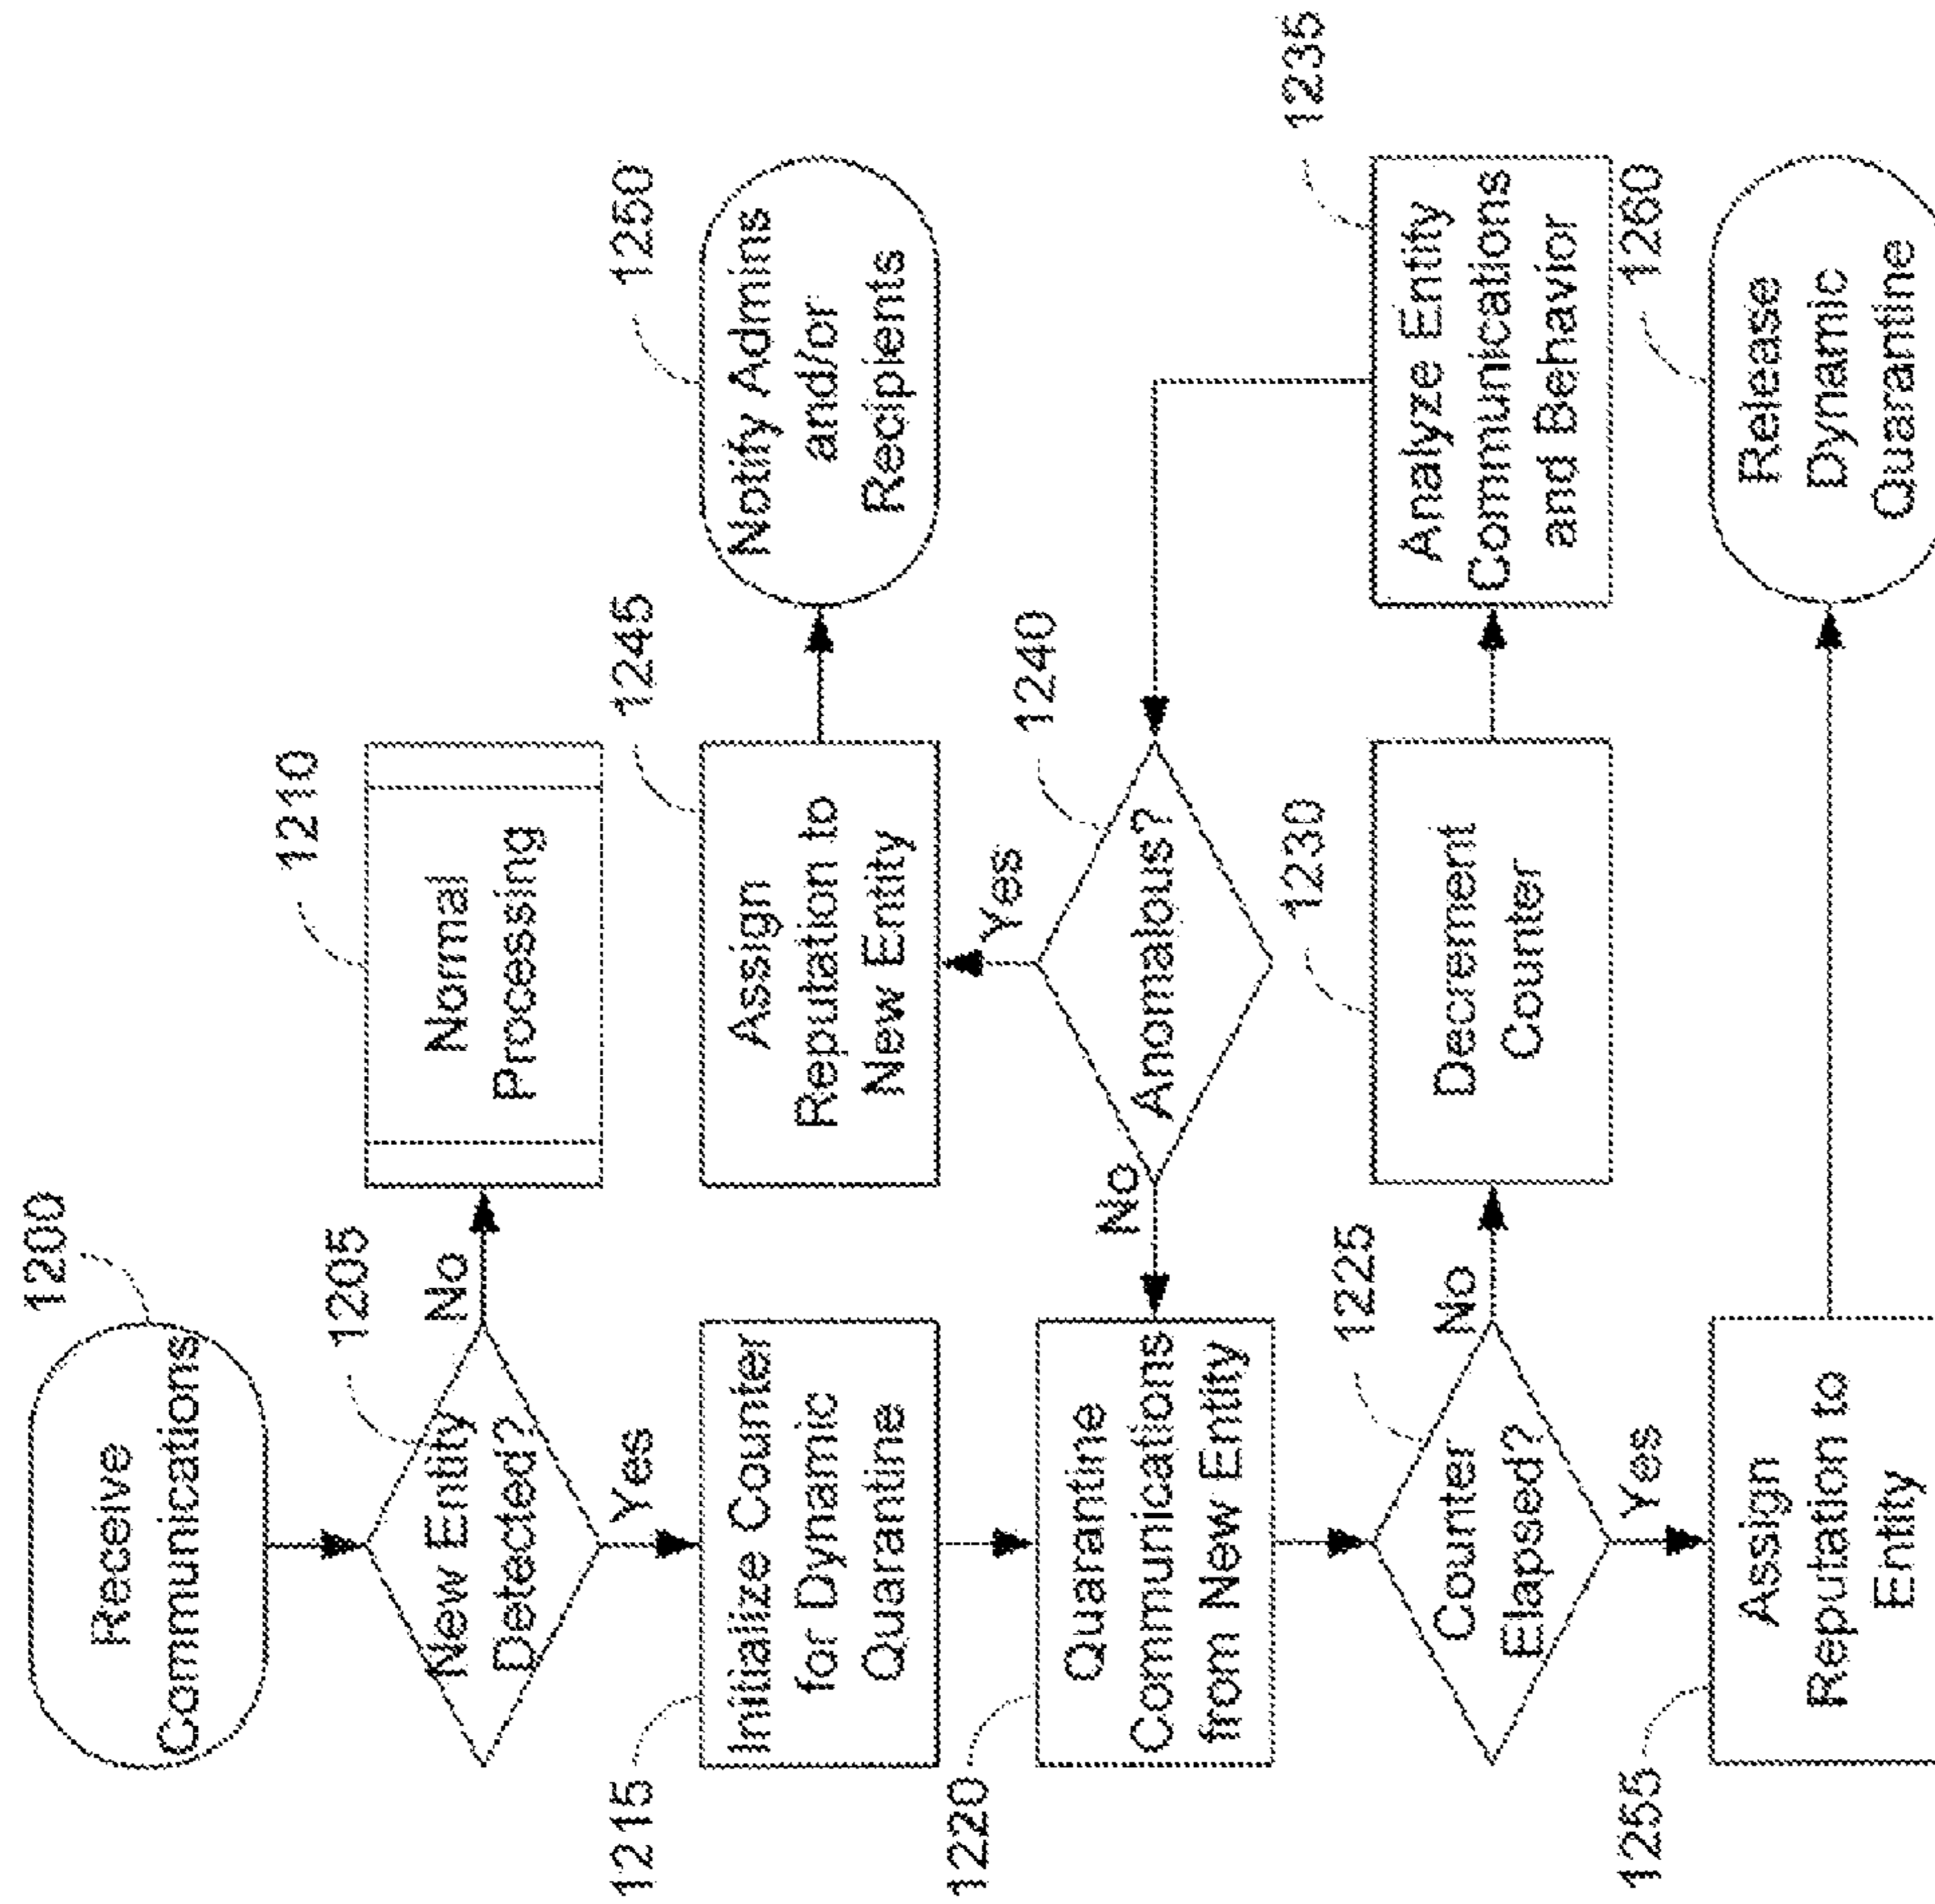 1200
Receive
Communications
1205
New Entity
Detected?
No
1210
Normal
Processing
Yes
1215
Initialize Counter
for Dynamic
Quarantine
1245
Assign
Reputation to
New Entity
1250
Notify Admins
and/or
Recipients
Yes
1220
Quarantine
Communications
from New Entity
No
1240
Anomalous?
1225
Counter
Elapsed?
No
1230
Decrement
Counter
1235
Analyze Entity
Communications
and Behavior
Yes
1255
Assign
Reputation to
Entity
1260
Release
Dynamic
Quarantine